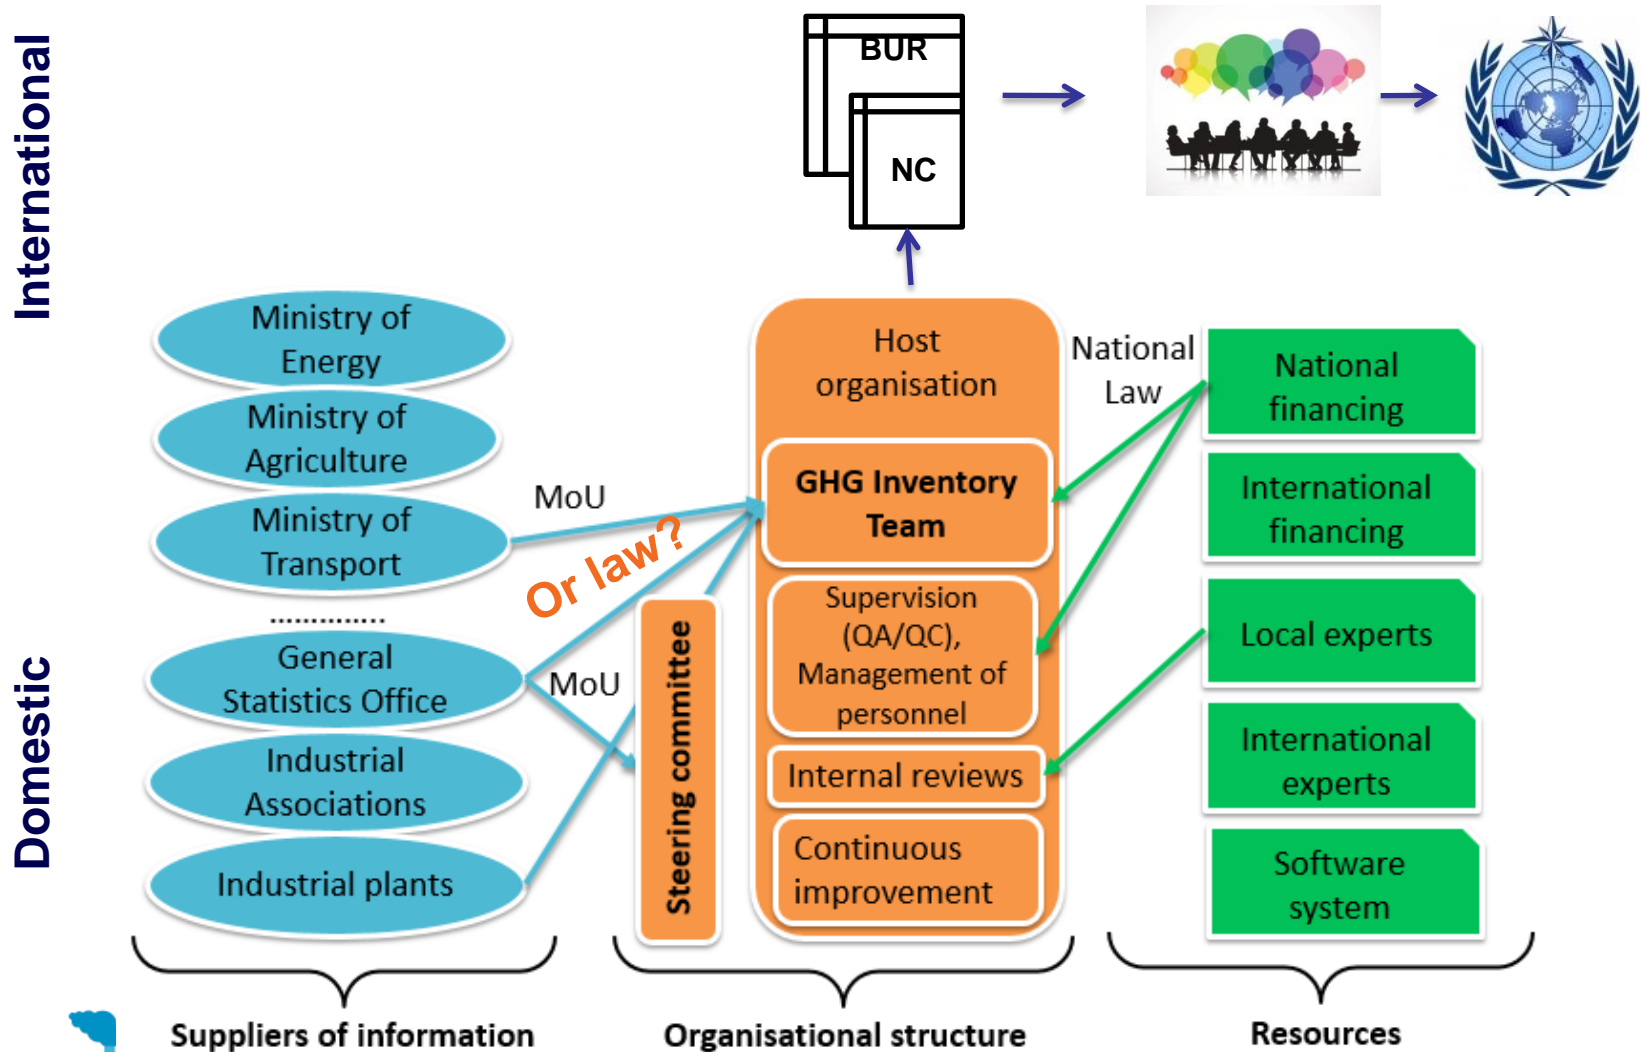 International
BUR
NC
Ministry of
Energy
Ministry of
Agriculture
Ministry of
Transport
..............
General
Statistics Office
Industrial
Associations
Industrial plants
MoU
Or law?
MoU
Steering committee
Host
organisation
GHG Inventory
Team
Supervision
(QA/QC),
Management of
personnel
Internal reviews
Continuous
improvement
National
Law
National
financing
International
financing
Local experts
International
experts
Software
system
Domestic
Suppliers of information
Organisational structure
Resources